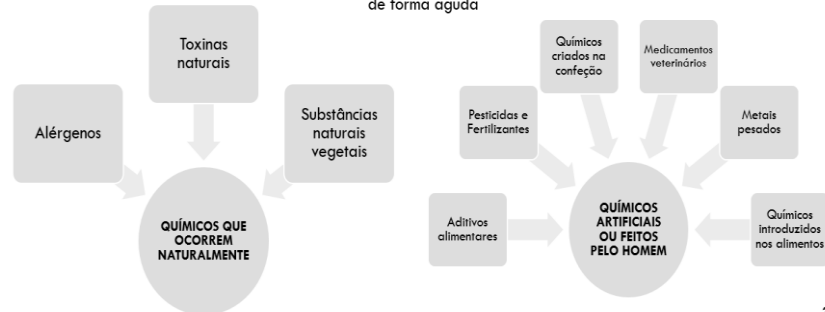 de forma aguda
Toxinas
naturais
Alérgenos
Substâncias
naturais
vegetais
QUÍMICOS QUE
OCORREM
NATURALMENTE
Químicos
criados na
confeção
Medicamentos
veterinários
Pesticidas e
Fertilizantes
Metais
pesados
Aditivos
alimentares
QUÍMICOS
ARTIFICIAIS
OU FEITOS
PELO HOMEM
Químicos
introduzidos
nos alimentos